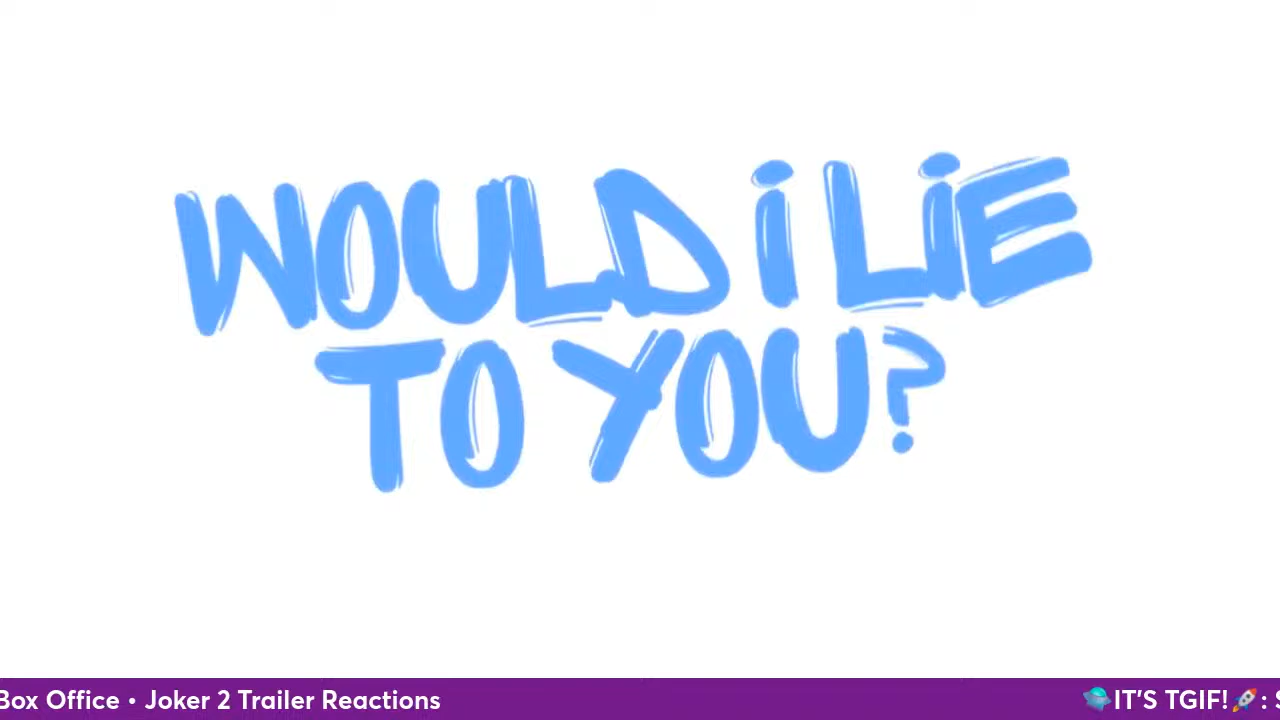 WOULD i LiE
TO YOU?
Box Office • Joker 2 Trailer Reactions
🛸IT'S TGIF!🚀: S